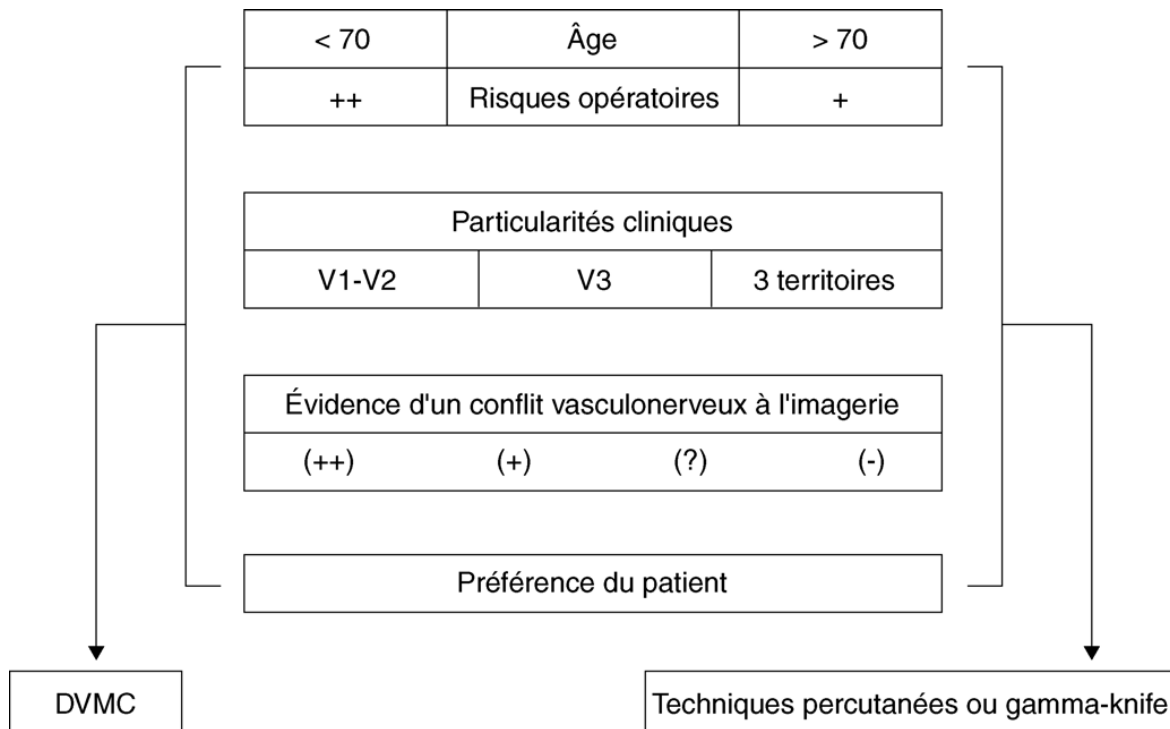 < 70 Âge > 70
++ Risques opératoires +
Particularités cliniques
V1-V2 V3 3 territoires
Évidence d'un conflit vasculonerveux à l'imagerie
(++) (+) (?) (-)
Préférence du patient
DVMC Techniques percutanées ou gamma-knife